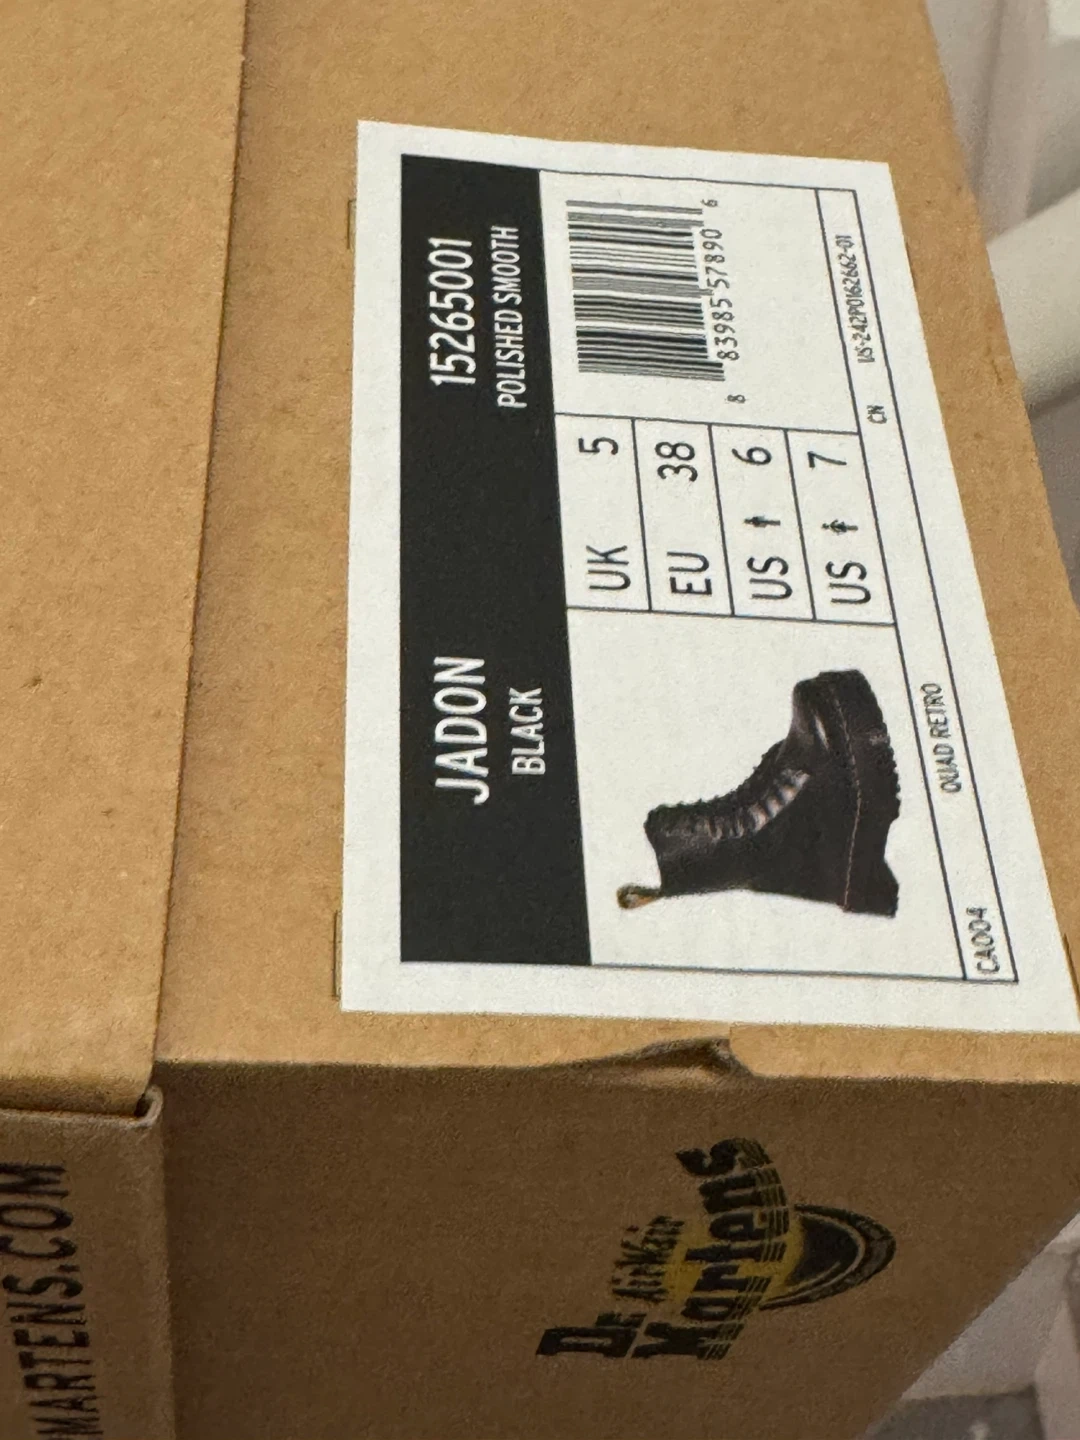 JADON 15265001
BLACK POLISHED SMOOTH
UK 5
EU 38
US 6
US 7
8 83985 57890 6
CA004 QUAD RETRO CN US-242P0162662-01
Dr. AirWair
Martens
MARTENS.COM